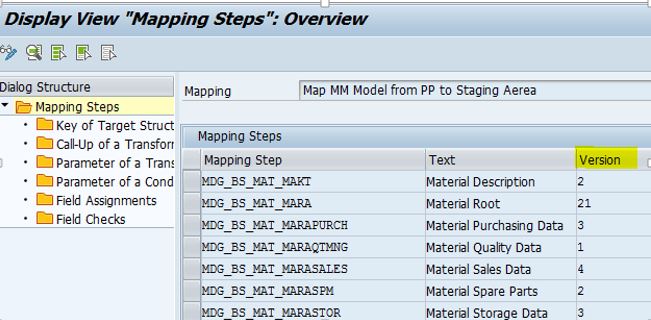 Display View "Mapping Steps": Overview
Dialog Structure
Mapping Steps
Key of Target Struct
Call-Up of a Transform
Parameter of a Trans
Parameter of a Cond
Field Assignments
Field Checks
Mapping Map MM Model from PP to Staging Aerea
Mapping Steps
Mapping Step Text Version
MDG_BS_MAT_MAKT Material Description 2
MDG_BS_MAT_MARA Material Root 21
MDG_BS_MAT_MARAPURCH Material Purchasing Data 3
MDG_BS_MAT_MARAQTMNG Material Quality Data 1
MDG_BS_MAT_MARASALES Material Sales Data 4
MDG_BS_MAT_MARASPM Material Spare Parts 2
MDG_BS_MAT_MARASTOR Material Storage Data 3